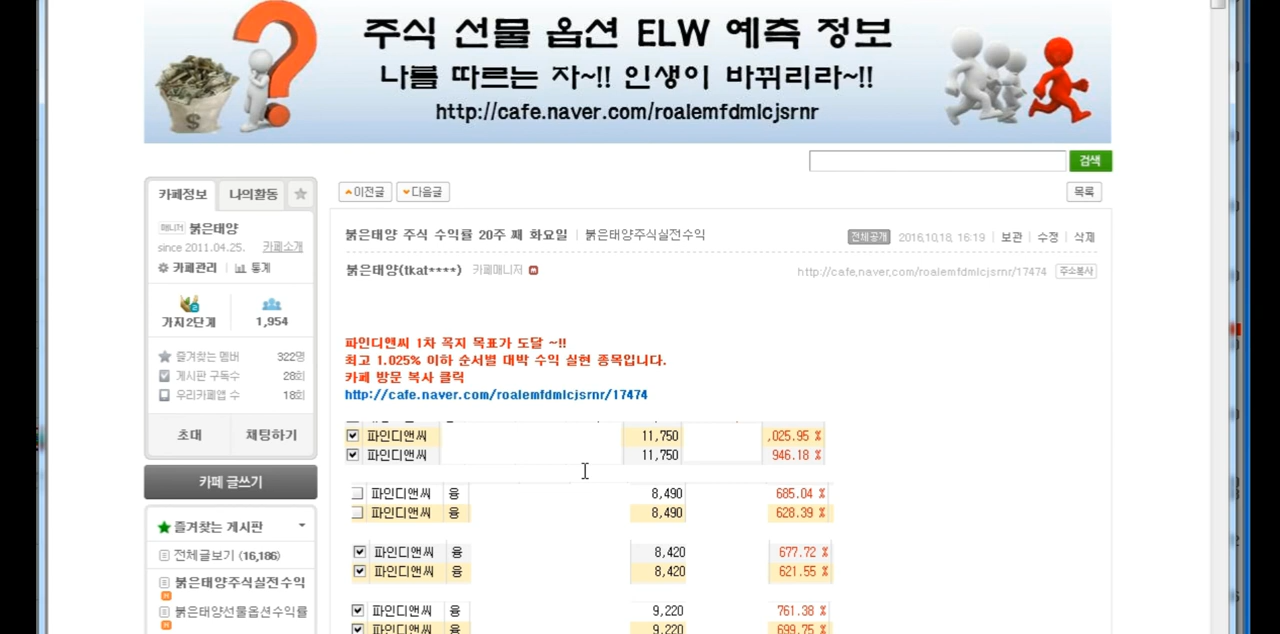 주식 선물 옵션 ELW 예측 정보
나를 따르는 자~!! 인생이 바뀌리라~!!
http://cafe.naver.com/roalemfdmlcjsrnr
검색
카페정보 나의활동
이전글 다음글 목록
매니저 붉은태양
since 2011.04.25. 카페소개
카페관리 통계
가지2단계 1,954
즐겨찾는 멤버 322명
게시판 구독수 28회
우리카페앱 수 18회
초대 채팅하기
카페 글쓰기
즐겨찾는 게시판
전체글보기 (16,186)
붉은태양주식실전수익
붉은태양선물옵션수익률
붉은태양 주식 수익률 20주 째 화요일 | 붉은태양주식실전수익
전체공개 2016.10.18. 16:19 | 보관 | 수정 | 삭제
붉은태양(tkat****) 카페매니저
http://cafe.naver.com/roalemfdmlcjsrnr/17474 주소복사
파인디앤씨 1차 꼭지 목표가 도달 ~!!
최고 1.025% 이하 순서별 대박 수익 실현 종목입니다.
카페 방문 복사 클릭
http://cafe.naver.com/roalemfdmlcjsrnr/17474
파인디앤씨 11,750 ,025.95 %
파인디앤씨 11,750 946.18 %
파인디앤씨 융 8,490 685.04 %
파인디앤씨 융 8,490 628.39 %
파인디앤씨 융 8,420 677.72 %
파인디앤씨 융 8,420 621.55 %
파인디앤씨 융 9,220 761.38 %
파인디앤씨 융 9,220 699.75 %